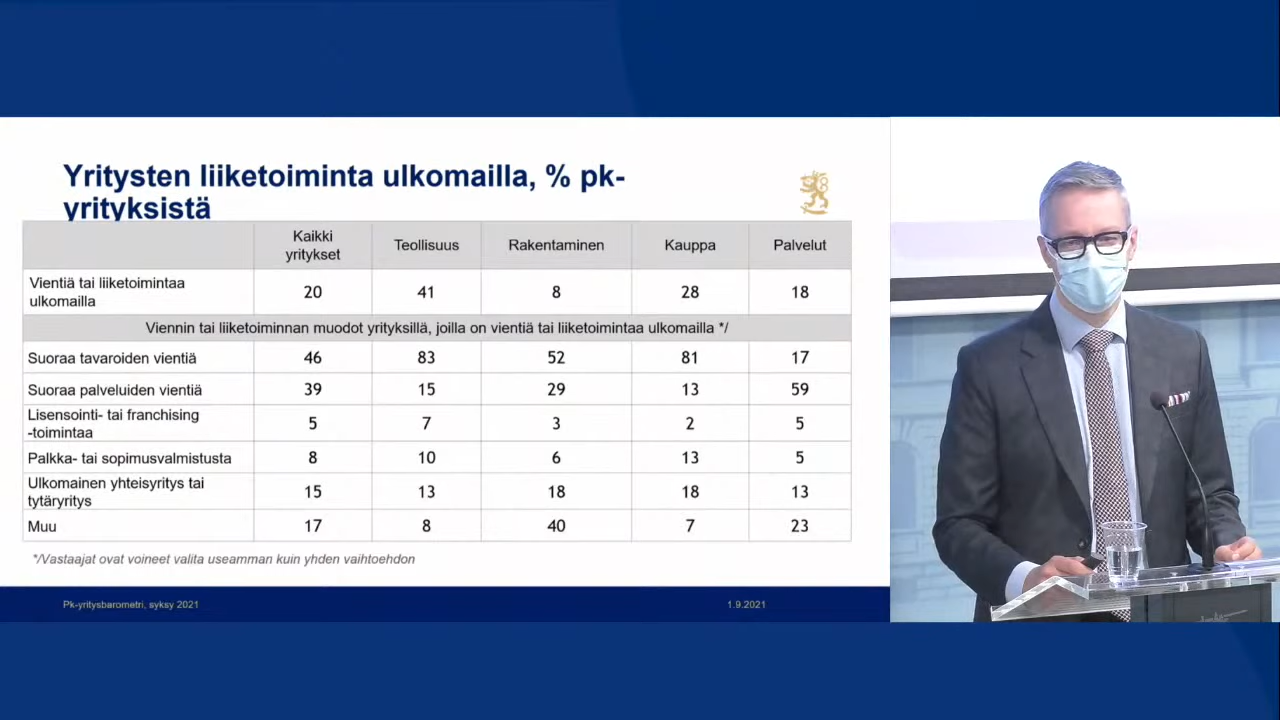 Yritysten liiketoiminta ulkomailla, % pk-
yrityksistä
Kaikki yritykset Teollisuus Rakentaminen Kauppa Palvelut
Vientiä tai liiketoimintaa ulkomailla 20 41 8 28 18
Viennin tai liiketoiminnan muodot yrityksillä, joilla on vientiä tai liiketoimintaa ulkomailla */
Suoraa tavaroiden vientiä 46 83 52 81 17
Suoraa palveluiden vientiä 39 15 29 13 59
Lisensointi- tai franchising -toimintaa 5 7 3 2 5
Palkka- tai sopimusvalmistusta 8 10 6 13 5
Ulkomainen yhteisyritys tai tytäryritys 15 13 18 18 13
Muu 17 8 40 7 23
*/Vastaajat ovat voineet valita useamman kuin yhden vaihtoehdon
Pk-yritysbarometri, syksy 2021 1.9.2021